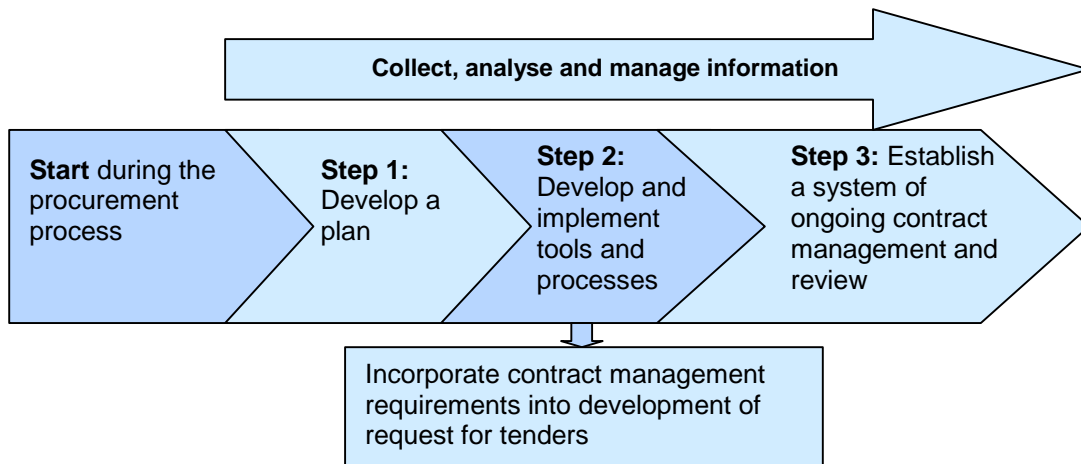 Collect, analyse and manage information
Start during the
procurement
process
Step 1:
Develop a
plan
Step 2:
Develop and
implement
tools and
processes
Step 3: Establish
a system of
ongoing contract
management and
review
Incorporate contract management
requirements into development of
request for tenders